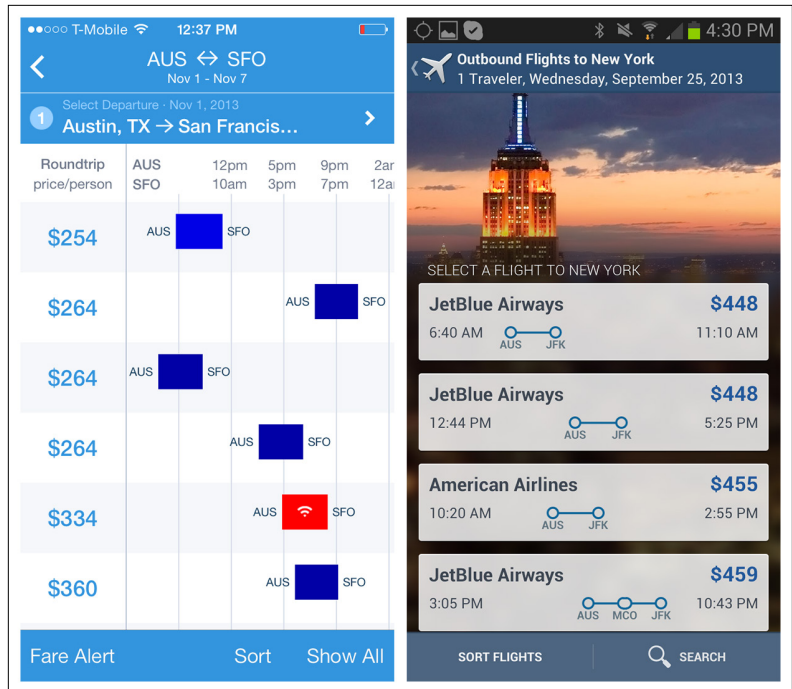 ●●○○○ T-Mobile 12:37 PM
AUS ↔ SFO
Nov 1 - Nov 7
1 Select Departure · Nov 1, 2013
Austin, TX → San Francis...
Roundtrip AUS 12pm 5pm 9pm 2am
price/person SFO 10am 3pm 7pm 12a
$254 AUS SFO
$264 AUS SFO
$264 AUS SFO
$264 AUS SFO
$334 AUS SFO
$360 AUS SFO
Fare Alert Sort Show All
4:30 PM
Outbound Flights to New York
1 Traveler, Wednesday, September 25, 2013
SELECT A FLIGHT TO NEW YORK
JetBlue Airways $448
6:40 AM AUS JFK 11:10 AM
JetBlue Airways $448
12:44 PM AUS JFK 5:25 PM
American Airlines $455
10:20 AM AUS JFK 2:55 PM
JetBlue Airways $459
3:05 PM AUS MCO JFK 10:43 PM
SORT FLIGHTS SEARCH